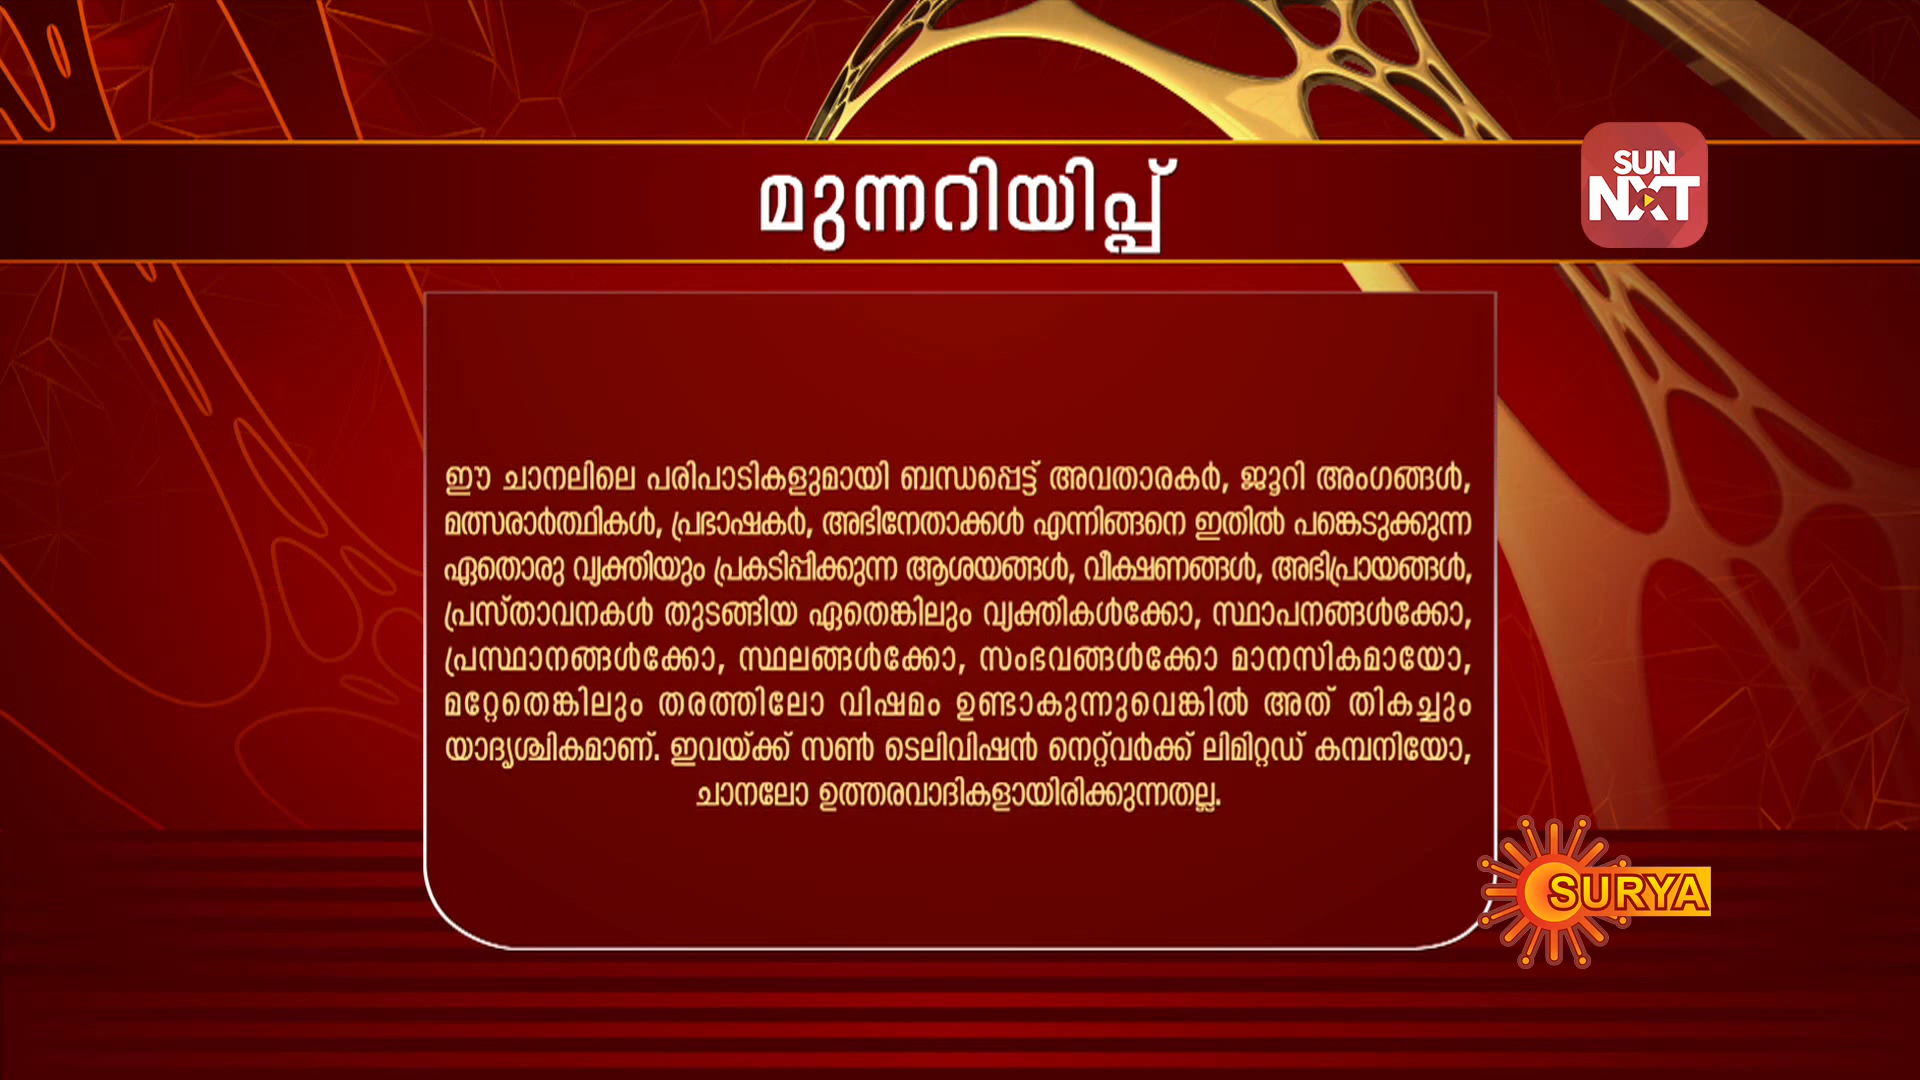 മുന്നറിയിപ്പ്
SUN
NXT
ഈ ചാനലിലെ പരിപാടികളുമായി ബന്ധപ്പെട്ട് അവതാരകർ, ജൂറി അംഗങ്ങൾ,
മത്സരാർത്ഥികൾ, പ്രഭാഷകർ, അഭിനേതാക്കൾ എന്നിങ്ങനെ ഇതിൽ പങ്കെടുക്കുന്ന
ഏതൊരു വ്യക്തിയും പ്രകടിപ്പിക്കുന്ന ആശയങ്ങൾ, വീക്ഷണങ്ങൾ, അഭിപ്രായങ്ങൾ,
പ്രസ്താവനകൾ തുടങ്ങിയ ഏതെങ്കിലും വ്യക്തികൾക്കോ, സ്ഥാപനങ്ങൾക്കോ,
പ്രസ്ഥാനങ്ങൾക്കോ, സ്ഥലങ്ങൾക്കോ, സംഭവങ്ങൾക്കോ മാനസികമായോ,
മറ്റേതെങ്കിലും തരത്തിലോ വിഷമം ഉണ്ടാകുന്നുവെങ്കിൽ അത് തികച്ചും
യാദൃശ്ചികമാണ്. ഇവയ്ക്ക് സൺ ടെലിവിഷൻ നെറ്റ്‌വർക്ക് ലിമിറ്റഡ് കമ്പനിയോ,
ചാനലോ ഉത്തരവാദികളായിരിക്കുന്നതല്ല.
SURYA